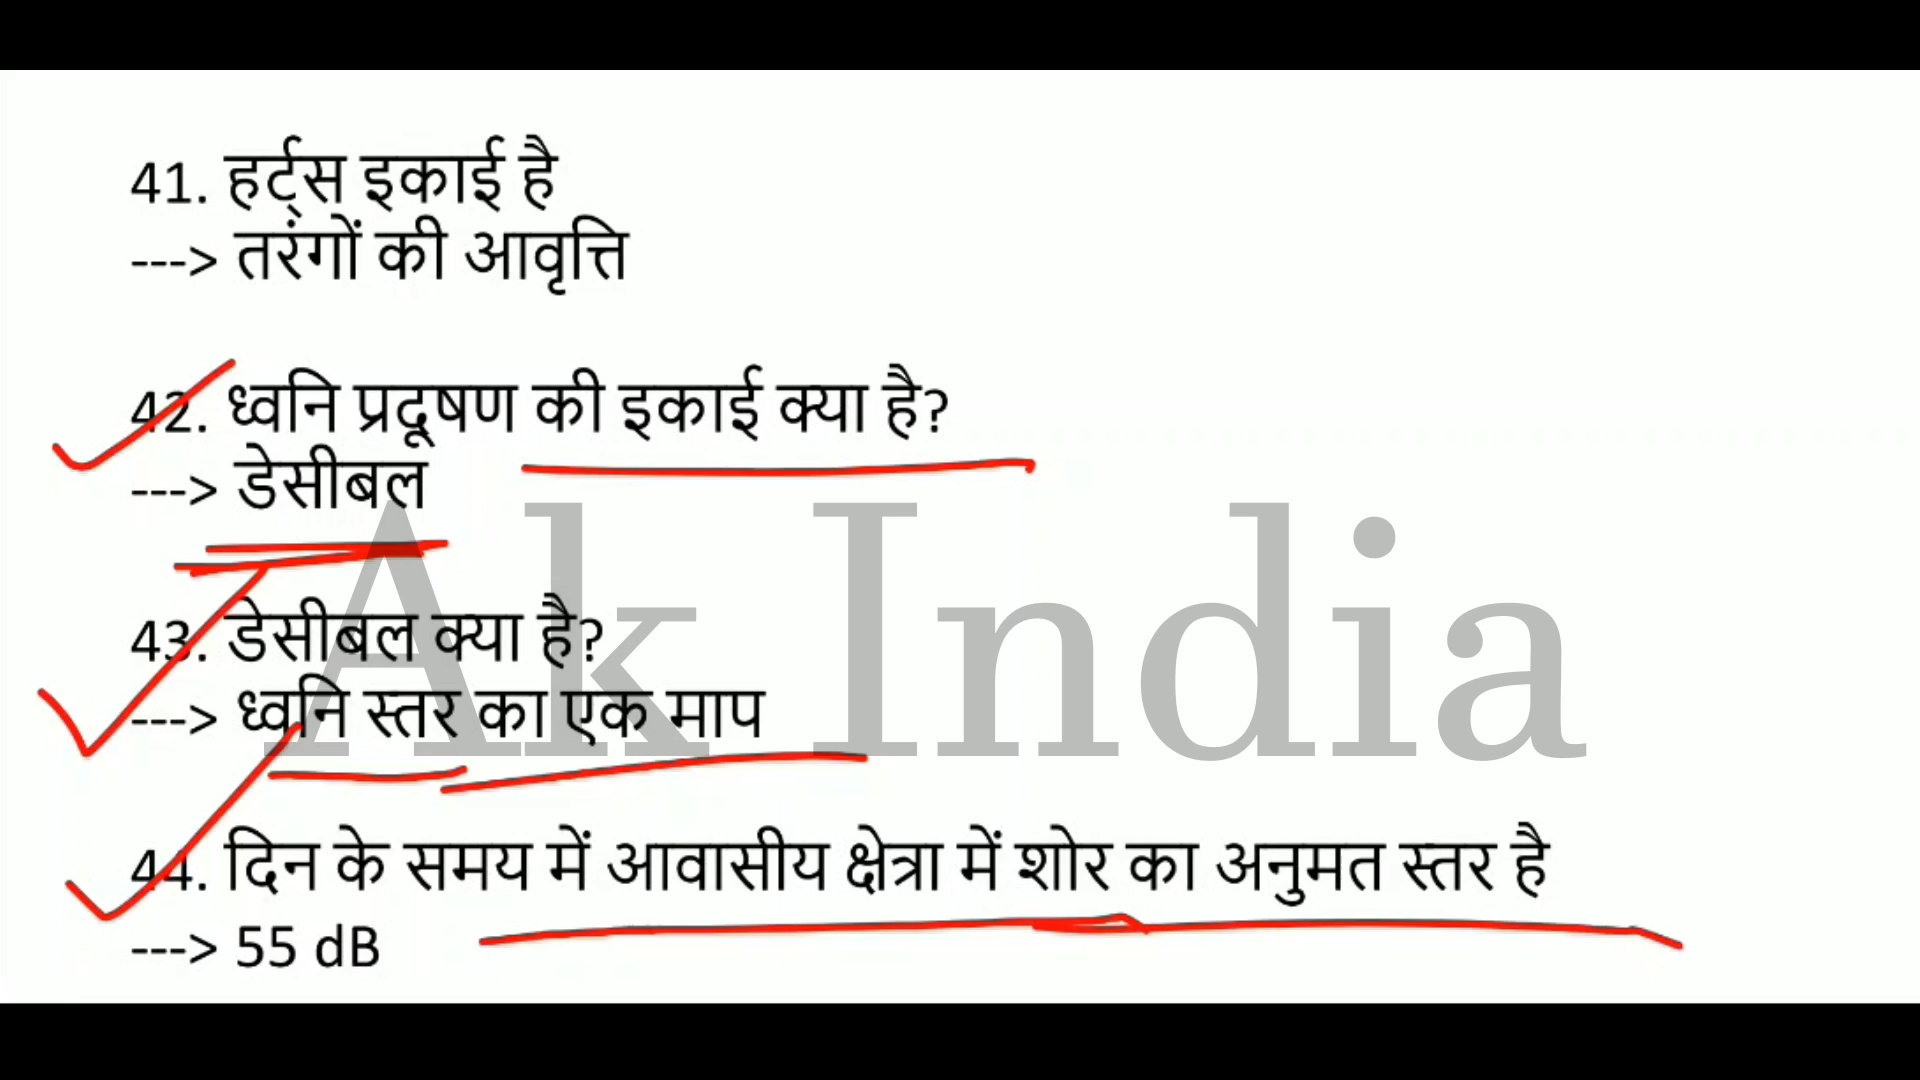 41. हर्ट्स इकाई है
---> तरंगों की आवृत्ति
42. ध्वनि प्रदूषण की इकाई क्या है?
---> डेसीबल
43. डेसीबल क्या है?
---> ध्वनि स्तर का एक माप
44. दिन के समय में आवासीय क्षेत्रा में शोर का अनुमत स्तर है
---> 55 dB
Ak India